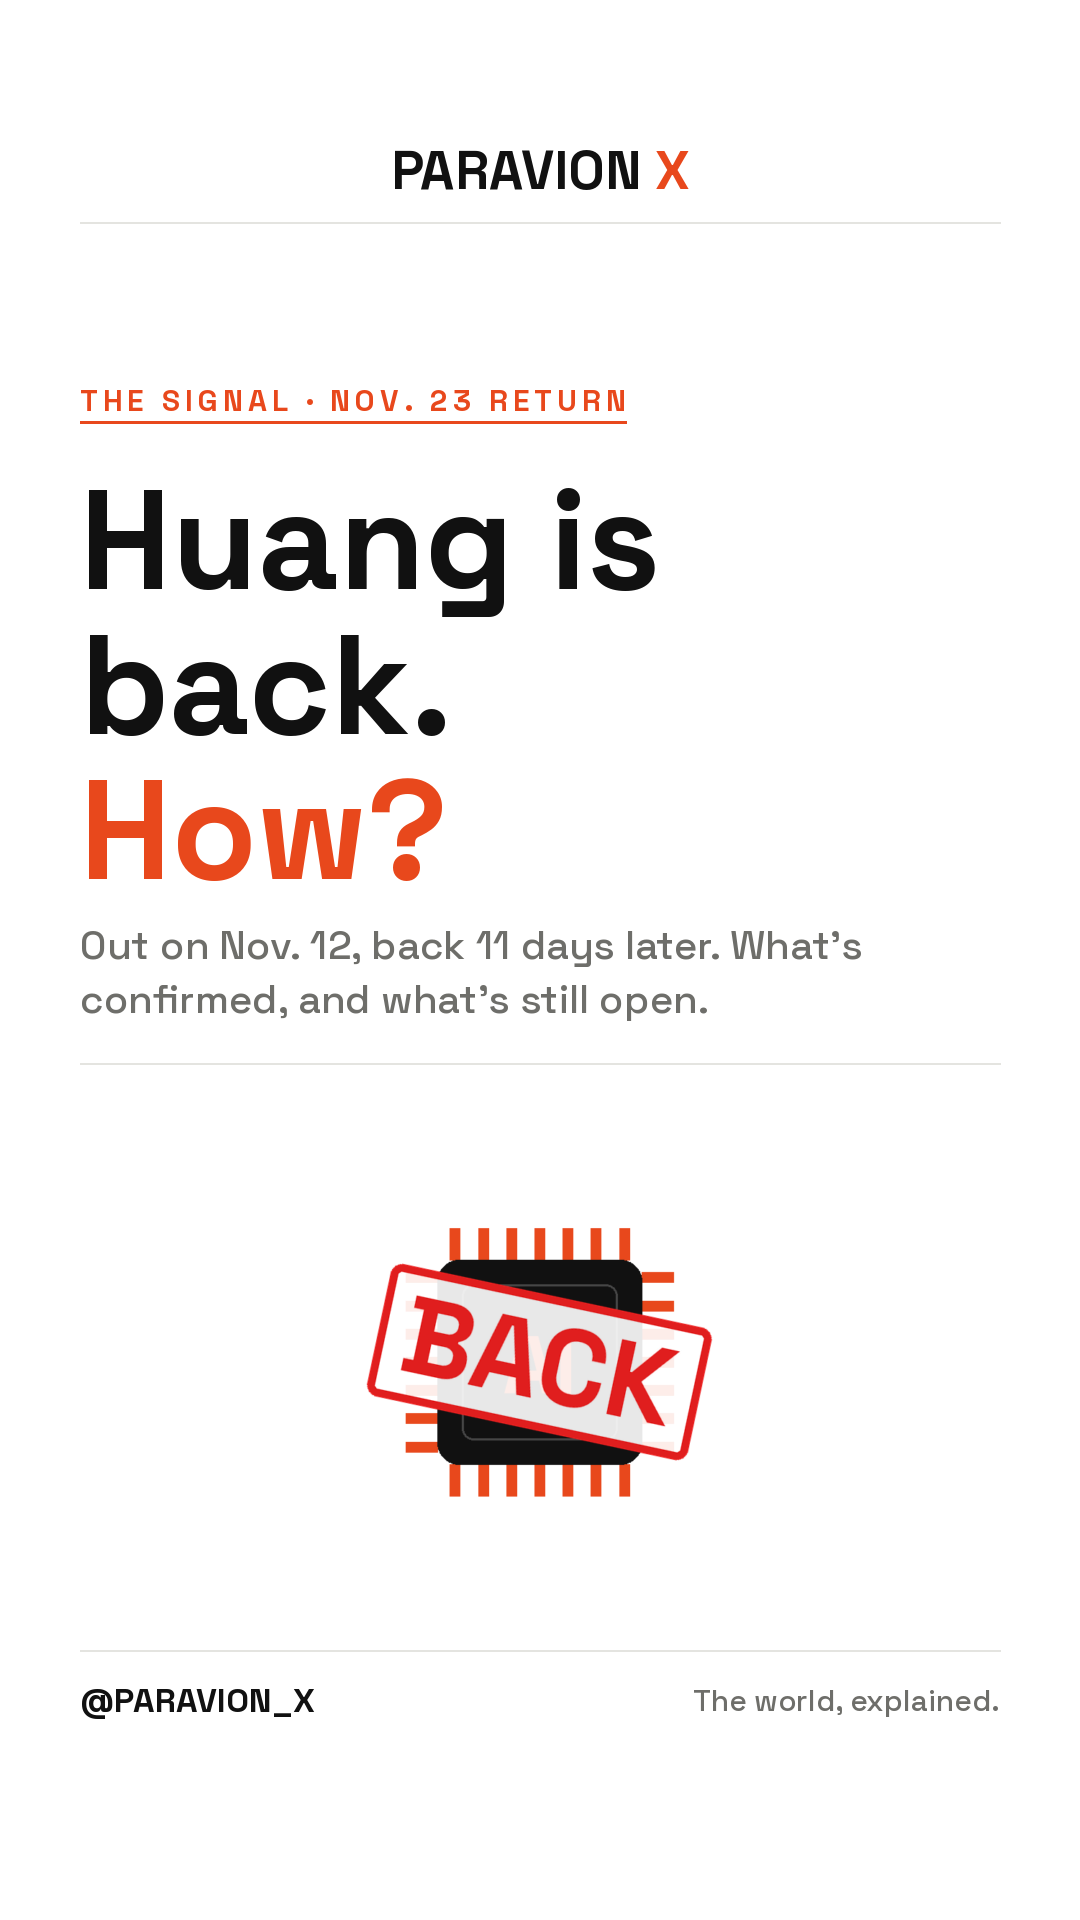 PARAVION X
THE SIGNAL · NOV. 23 RETURN
Huang is
back.
How?
Out on Nov. 12, back 11 days later. What’s
confirmed, and what’s still open.
BACK
@PARAVION_X
The world, explained.